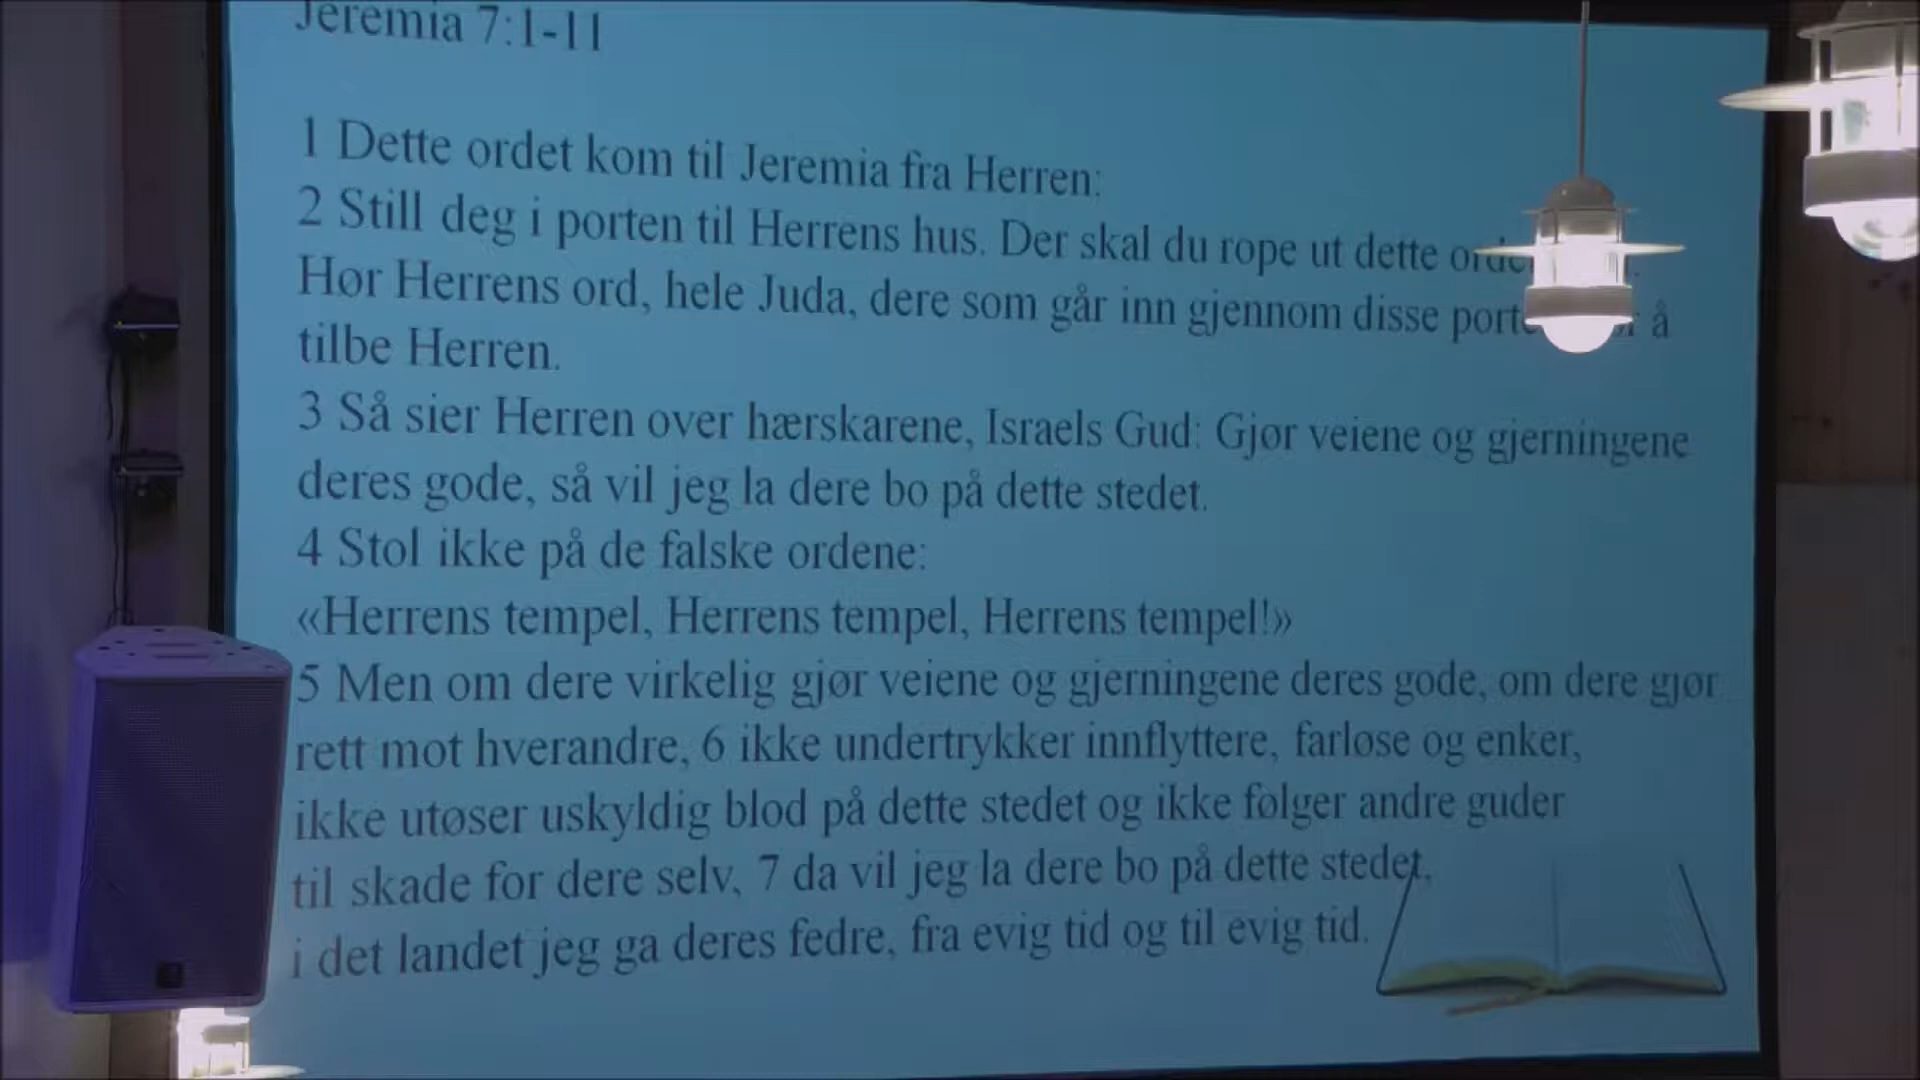 Jeremia 7:1-11
1 Dette ordet kom til Jeremia fra Herren:
2 Still deg i porten til Herrens hus. Der skal du rope ut dette
Hør Herrens ord, hele Juda, dere som går inn gjennom disse å
tilbe Herren.
3 Så sier Herren over hærskarene, Israels Gud: Gjør veiene og gjerningene
deres gode, så vil jeg la dere bo på dette stedet.
4 Stol ikke på de falske ordene:
«Herrens tempel, Herrens tempel, Herrens tempel!»
5 Men om dere virkelig gjør veiene og gjerningene deres gode, om dere gjør
rett mot hverandre, 6 ikke undertrykker innflyttere, farløse og enker,
ikke utøser uskyldig blod på dette stedet og ikke følger andre guder
til skade for dere selv, 7 da vil jeg la dere bo på dette stedet,
i det landet jeg ga deres fedre, fra evig tid og til evig tid.